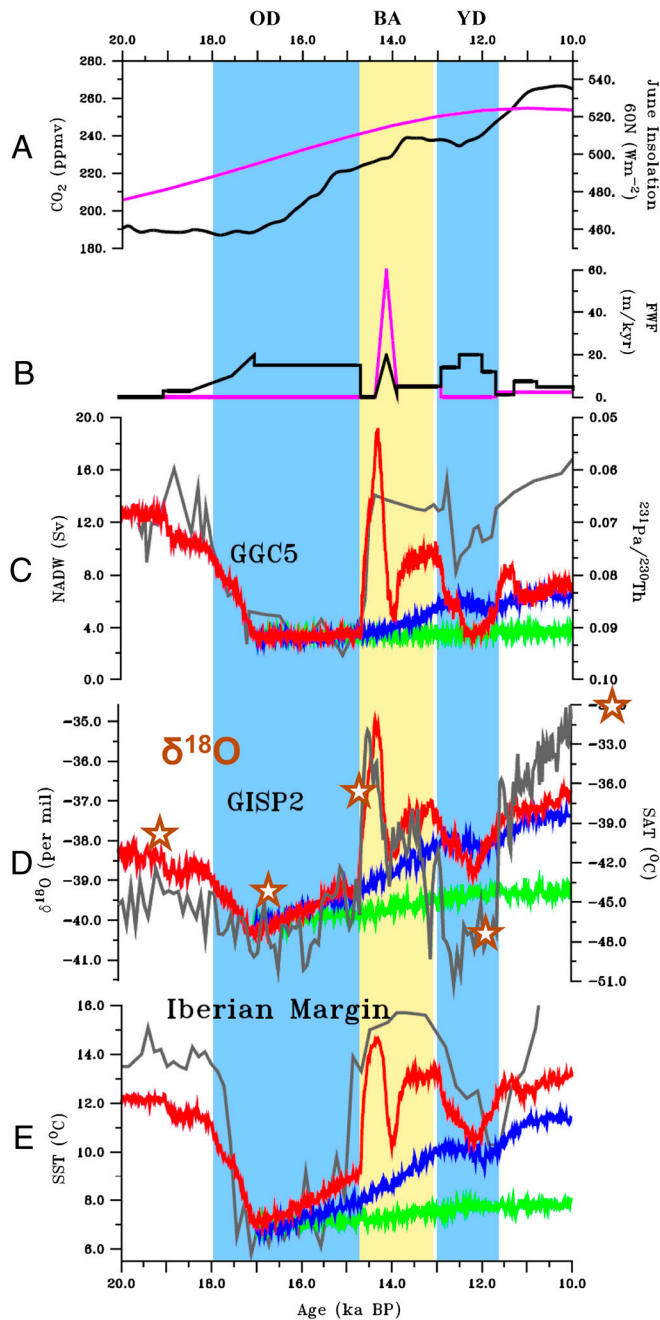 OD BA YD
20.0 18.0 16.0 14.0 12.0 10.0
A
280.
260.
240.
220.
200.
180.
CO2 (ppmv)
540.
520.
500.
480.
460.
June Insolation
60N (Wm−2)
B
60.
40.
20.
0.
FWF
(m/kyr)
C
20.0
16.0
12.0
8.0
4.0
0.0
NADW (Sv)
GGC5
0.05
0.06
0.07
0.08
0.09
0.10
231Pa/230Th
D
−35.0
−36.0
−37.0
−38.0
−39.0
−40.0
−41.0
δ18O (per mil)
δ18O
GISP2
−33.0
−36.0
−39.0
−42.0
−45.0
−48.0
−51.0
SAT (0C)
E
Iberian Margin
16.0
14.0
12.0
10.0
8.0
6.0
SST (0C)
20.0 18.0 16.0 14.0 12.0 10.0
Age (ka BP)